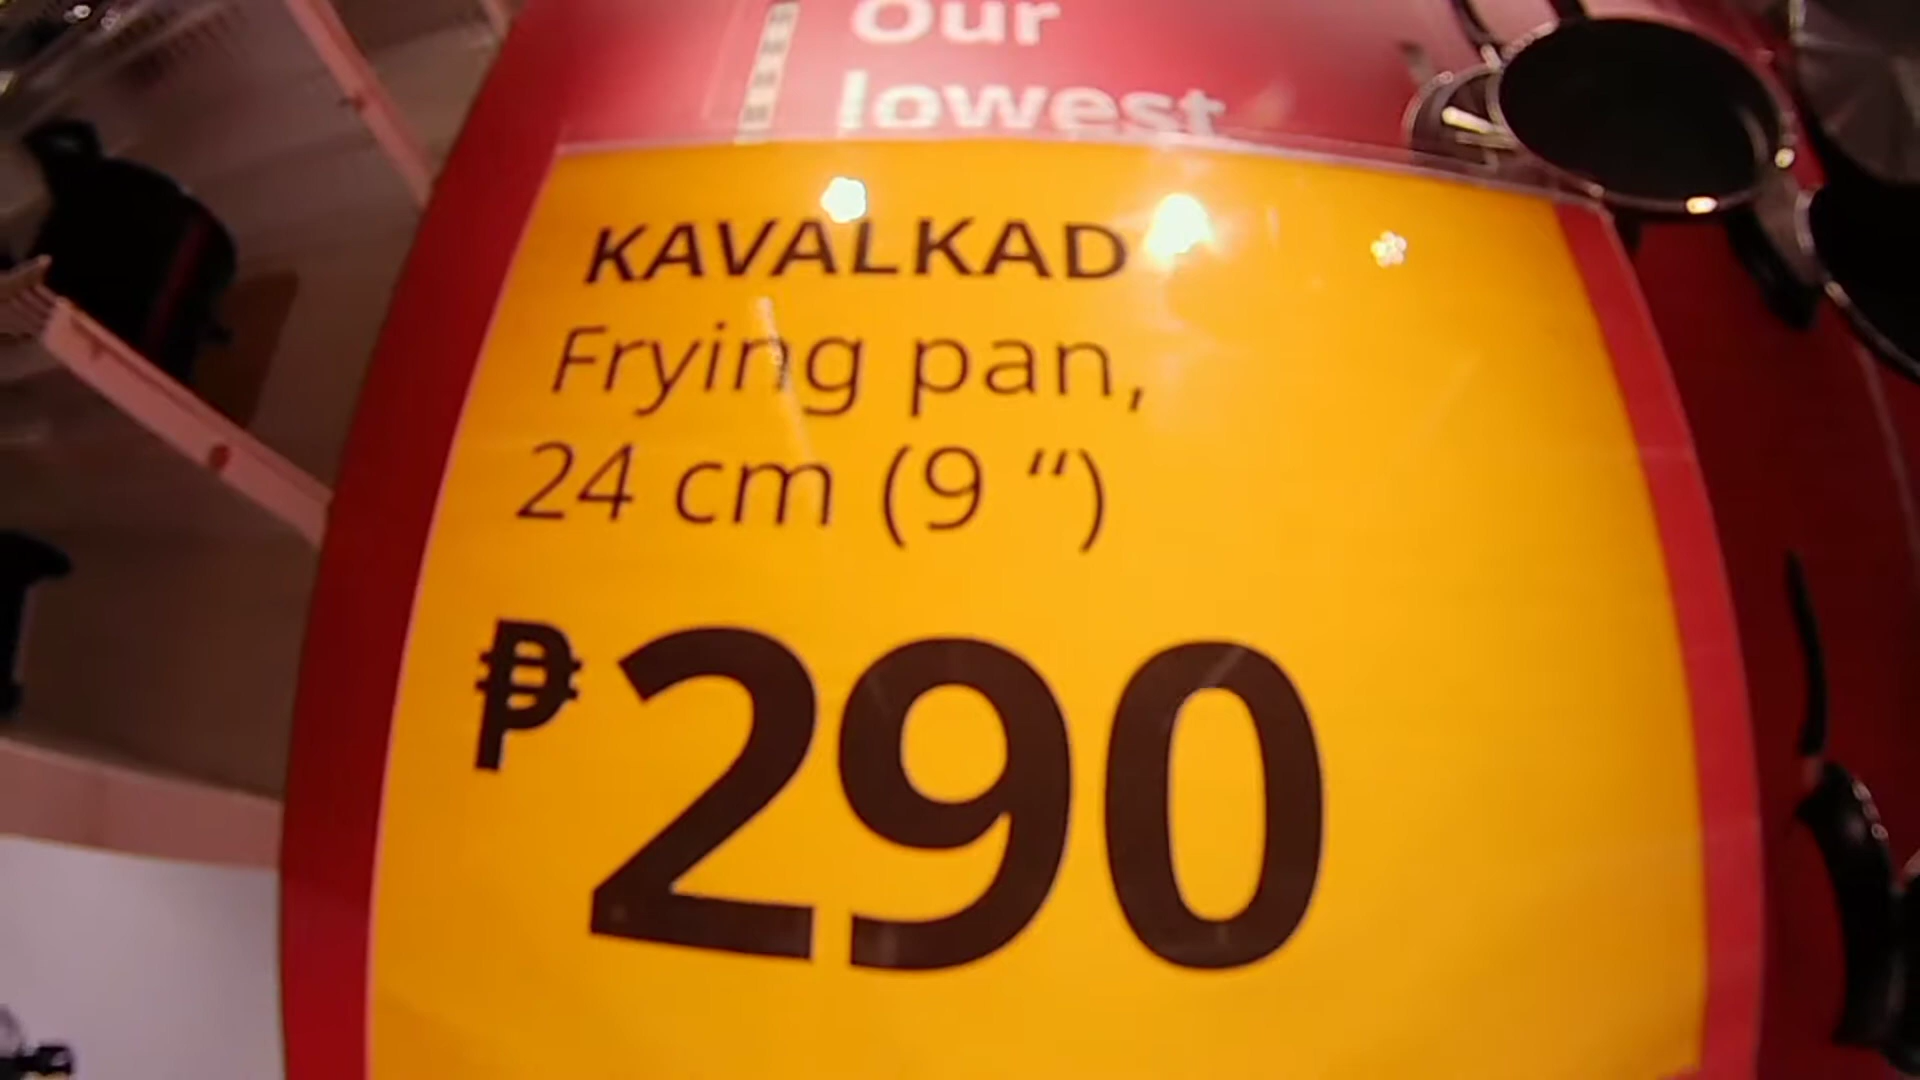 Our
lowest
KAVALKAD
Frying pan,
24 cm (9 “)
₱290